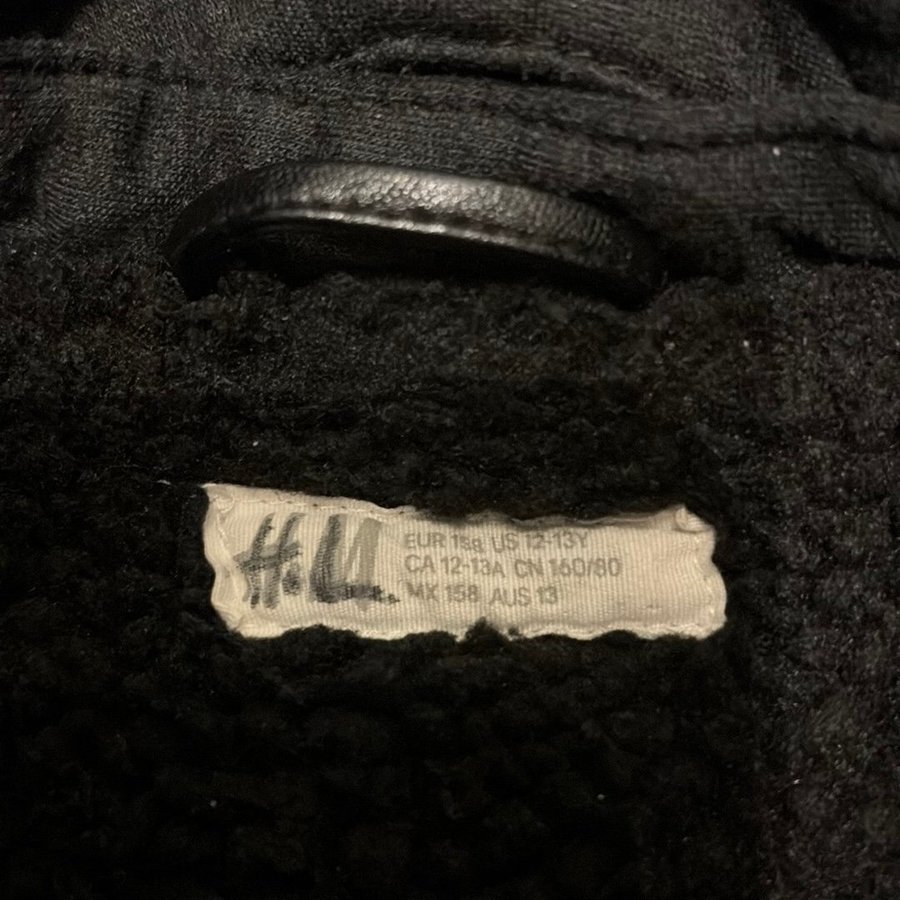 H.L.
EUR 158 US 12-13Y
CA 12-13A CN 160/80
MX 158 AUS 13